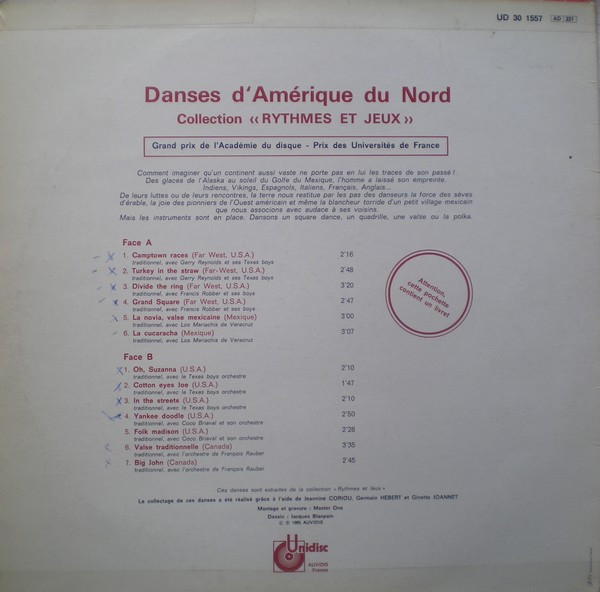 UD 30 1557 AD 221
Danses d'Amérique du Nord
Collection «RYTHMES ET JEUX»
Grand prix de l'Académie du disque - Prix des Universités de France
Comment imaginer qu'un continent aussi vaste ne porte pas en lui les traces de son passé!
Des glaces de l'Alaska au sol du Golfe du Mexique, l'homme a laissé son empreinte.
Indiens, Vikings, Espagnols, Italiens, Français, Anglais...
De leurs luttes ou de leurs rencontres, la terre nous restitue par les pas des danseurs la force des sèves
d'érable, la joie des pionniers de l'Ouest américain et même la blancheur torride d'un petit village mexicain
que nous associons avec audace à ses voisins.
Mais les instruments sont en place. Dansons un square dance, un quadrille, une valse ou la polka.
Face A
1. Camptown races (Far West, U.S.A.) 2'16
traditionnel, avec Gerry Reynolds et ses Texas boys
2. Turkey in the straw (Far-West, U.S.A.) 2'48
traditionnel, avec Gerry Reynolds et ses Texas boys
3. Divide the ring (Far West, U.S.A.) 3'20
traditionnel, avec Francis Robber et ses boys
4. Grand Square (Far West, U.S.A.) 2'47
traditionnel, avec Francis Robber et ses boys
5. La novia, valse mexicaine (Mexique) 3'00
traditionnel, avec Los Mariachis de Veracruz
6. La cucaracha (Mexique) 3'07
traditionnel, avec Los Mariachis de Veracruz
Attention,
cette pochette
contient un livret
Face B
1. Oh, Suzanna (U.S.A.) 2'10
traditionnel, avec le Texas boys orchestre
2. Cotton eyes Joe (U.S.A.) 1'47
traditionnel, avec le Texas boys orchestre
3. In the streets (U.S.A.) 2'10
traditionnel, avec le Texas boys orchestre
4. Yankee doodle (U.S.A.) 2'50
traditionnel, avec Coco Briaval et son orchestre
5. Folk madison (U.S.A.) 2'28
traditionnel, avec Coco Briaval et son orchestre
6. Valse traditionnelle (Canada) 3'35
traditionnel, avec l'orchestre de François Rauber
7. Big John (Canada) 2'45
traditionnel, avec l'orchestre de François Rauber
Ces danses sont extraites de la collection «Rythmes et Jeux»
Le collectage de ces danses a été réalisé grâce à l'aide de Jeannine CORIOU, Germain HEBERT et Ginette IOANNET
Montage et gravure : Master One
Dessin : Jacques Blanpain
AUVIDIS
Unidisc
AUVIDIS
France